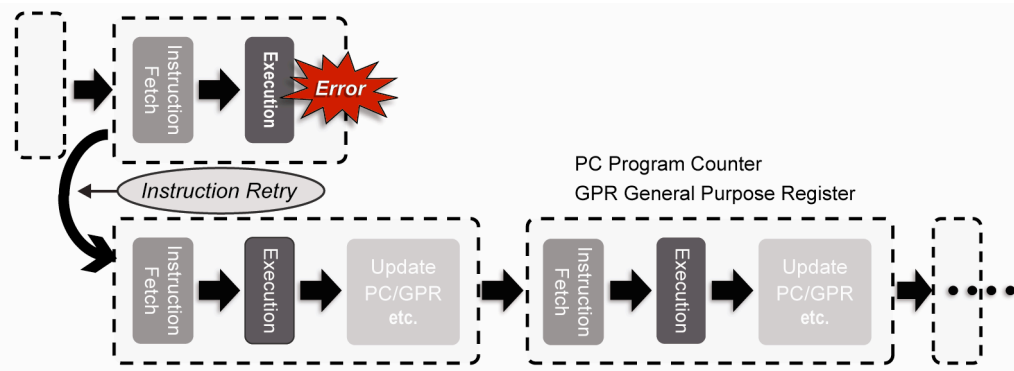 Instruction
Fetch
Execution
Error
Instruction Retry
PC Program Counter
GPR General Purpose Register
Instruction
Fetch
Execution
Update
PC/GPR
etc.
Instruction
Fetch
Execution
Update
PC/GPR
etc.